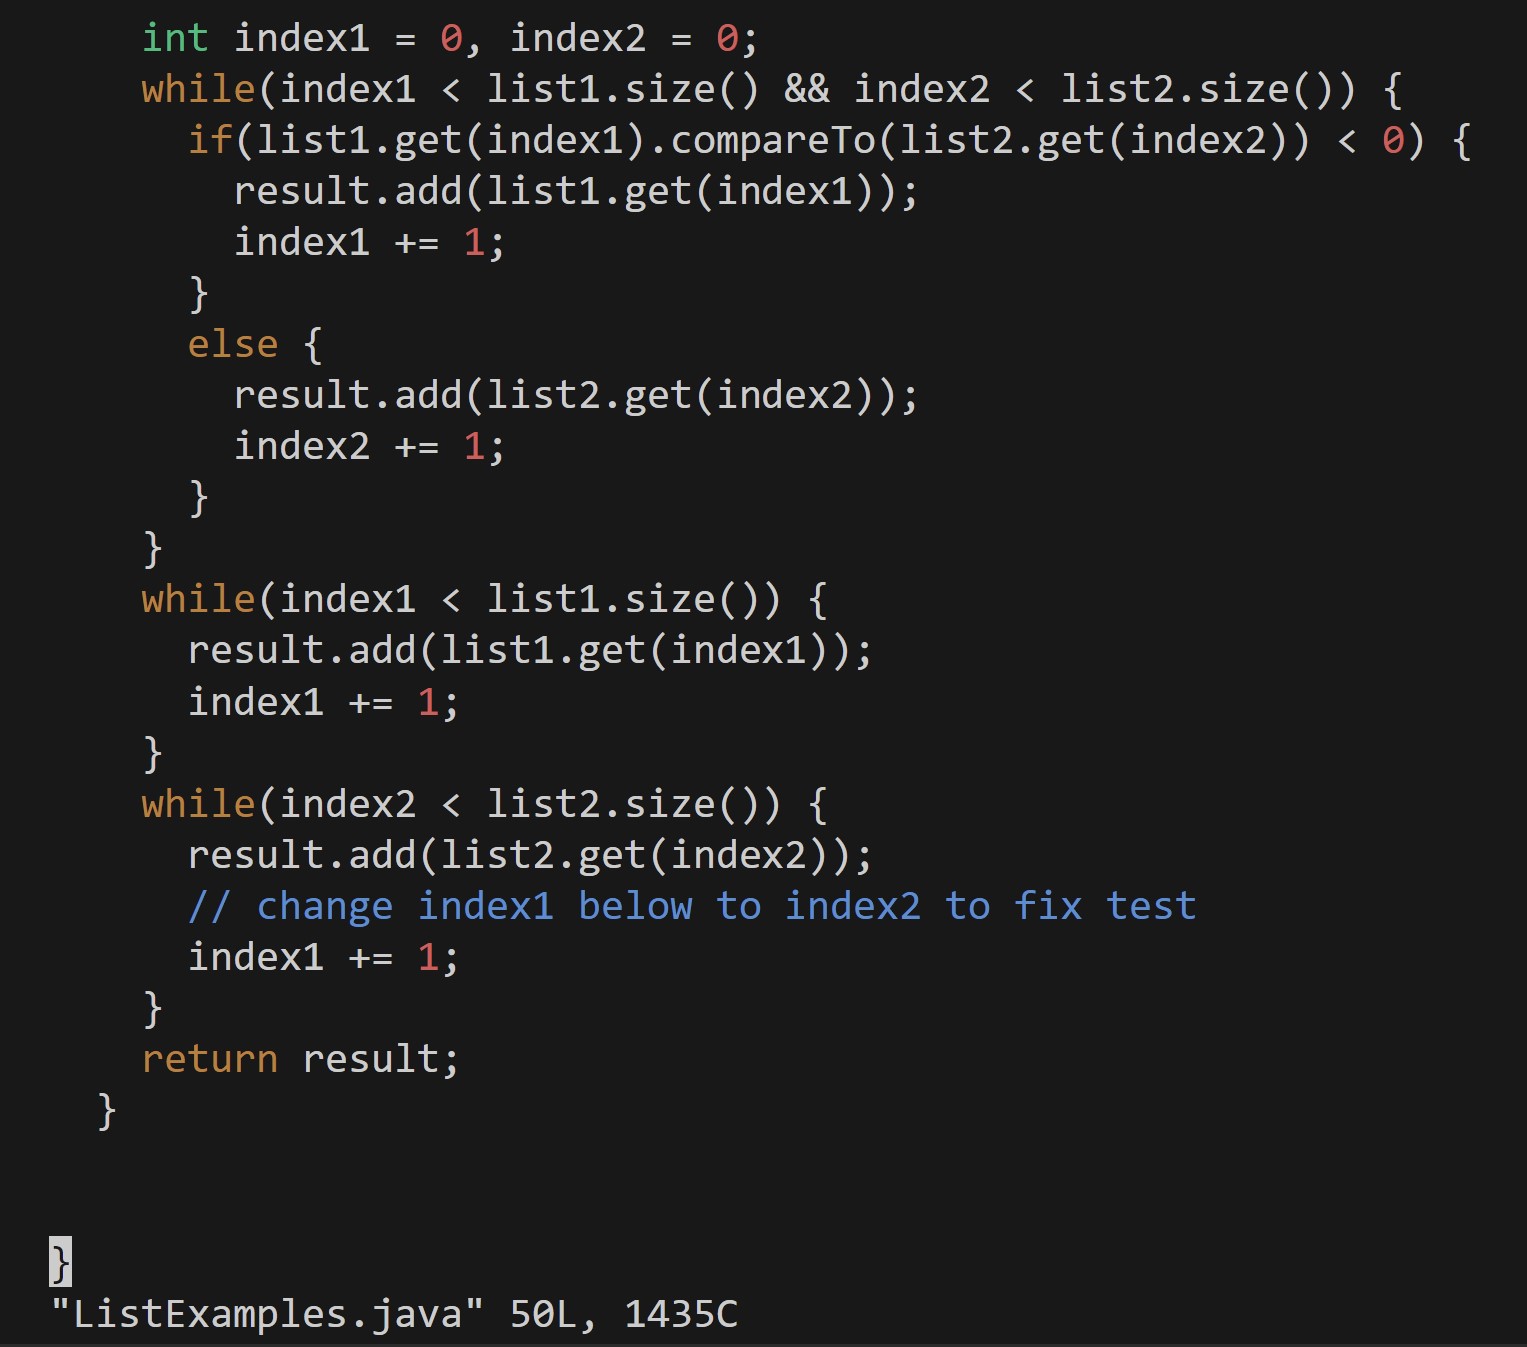 int index1 = 0, index2 = 0;
while(index1 < list1.size() && index2 < list2.size()) {
if(list1.get(index1).compareTo(list2.get(index2)) < 0) {
result.add(list1.get(index1));
index1 += 1;
}
else {
result.add(list2.get(index2));
index2 += 1;
}
}
while(index1 < list1.size()) {
result.add(list1.get(index1));
index1 += 1;
}
while(index2 < list2.size()) {
result.add(list2.get(index2));
// change index1 below to index2 to fix test
index1 += 1;
}
return result;
}
}
"ListExamples.java" 50L, 1435C